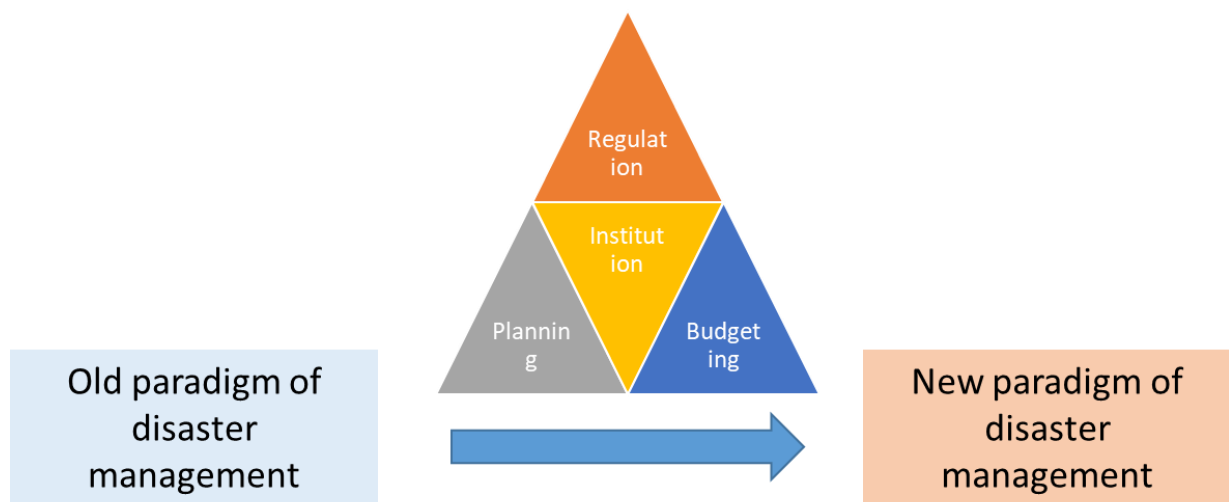 Regulat
ion
Institut
ion
Plannin
g
Budget
ing
Old paradigm of
disaster
management
New paradigm of
disaster
management